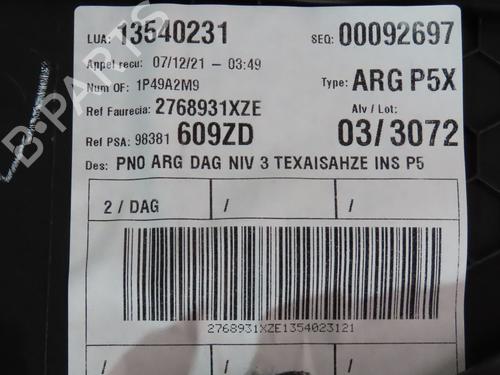 LUA: 13540231 SEQ: 00092697
Appel recu: 07/12/21 - 03:49
Num OF: 1P49A2M9 Type: ARG P5X
Ref Faurecia: 2768931XZE Alv / Lot:
Ref PSA: 98381 609ZD 03/3072
Des: PNO ARG DAG NIV 3 TEXAISAHZE INS P5
2 / DAG / /
2768931XZE1354023121
/ / /
B-PARTS